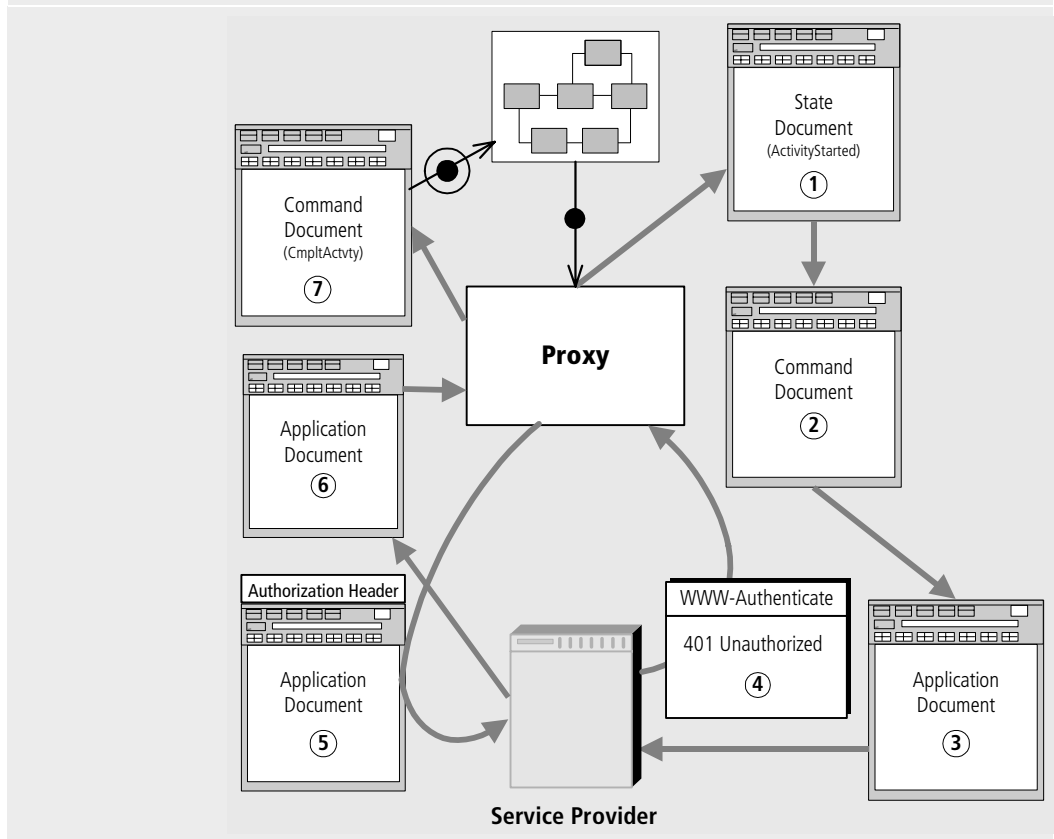 State
Document
(ActivityStarted)
1
Command
Document
2
Application
Document
3
WWW-Authenticate
401 Unauthorized
4
Authorization Header
Application
Document
5
Application
Document
6
Command
Document
(CmpltActvty)
7
Proxy
Service Provider